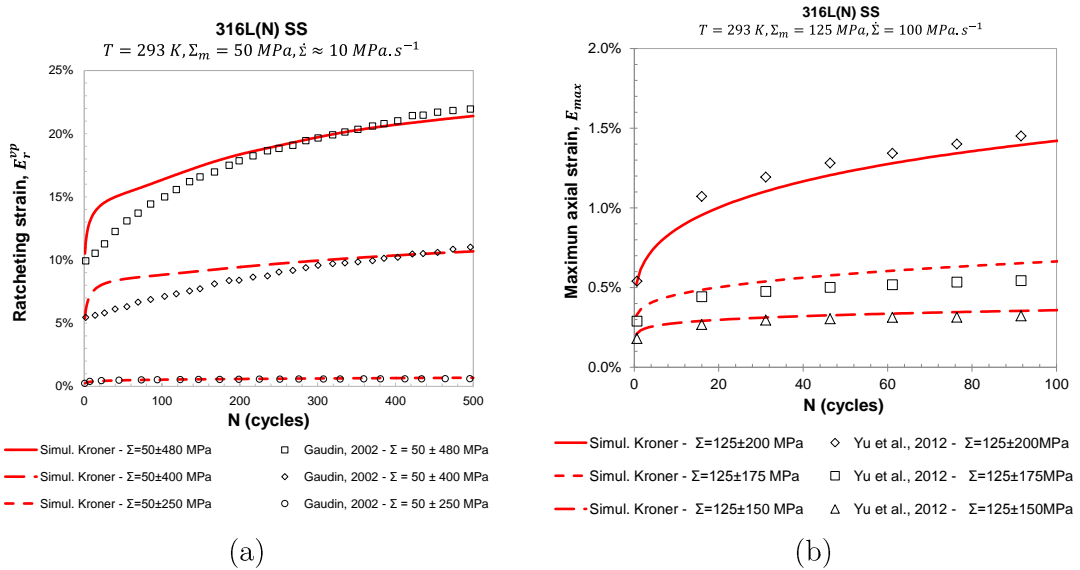 316L(N) SS
T = 293 K, Σm = 50 MPa, Σ̇ ≈ 10 MPa.s⁻¹
25%
20%
15%
10%
5%
0%
Ratcheting strain, E_r^vp
0
100
200
300
400
500
N (cycles)
Simul. Kroner - Σ=50±480 MPa
Gaudin, 2002 - Σ = 50 ± 480 MPa
Simul. Kroner - Σ=50±400 MPa
Gaudin, 2002 - Σ = 50 ± 400 MPa
Simul. Kroner - Σ=50±250 MPa
Gaudin, 2002 - Σ = 50 ± 250 MPa
(a)
316L(N) SS
T = 293 K, Σm = 125 MPa, Σ̇ = 100 MPa.s⁻¹
2.0%
1.5%
1.0%
0.5%
0.0%
Maximun axial strain, E_max
0
20
40
60
80
100
N (cycles)
Simul. Kroner - Σ=125±200 MPa
Yu et al., 2012 - Σ=125±200MPa
Simul. Kroner - Σ=125±175 MPa
Yu et al., 2012 - Σ=125±175MPa
Simul. Kroner - Σ=125±150 MPa
Yu et al., 2012 - Σ=125±150MPa
(b)